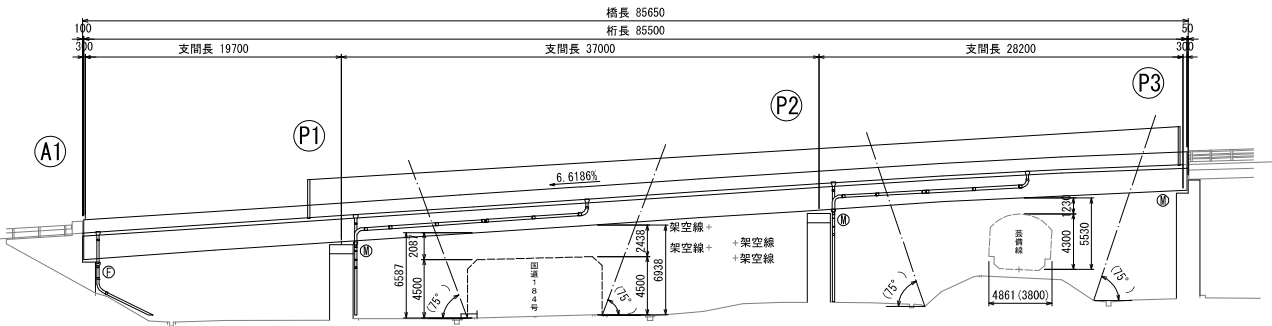 橋長 85650
100
桁長 85500
50
300
支間長 19700
支間長 37000
支間長 28200
300
A1
P1
P2
P3
6.6186%
F
M
M
M
6587
2087
4500
(75°)
国道184号
(75°)
2438
4500
6938
架空線
架空線
架空線
架空線
(75°)
芸備線
4861(3800)
1230
4300
5530
(75°)